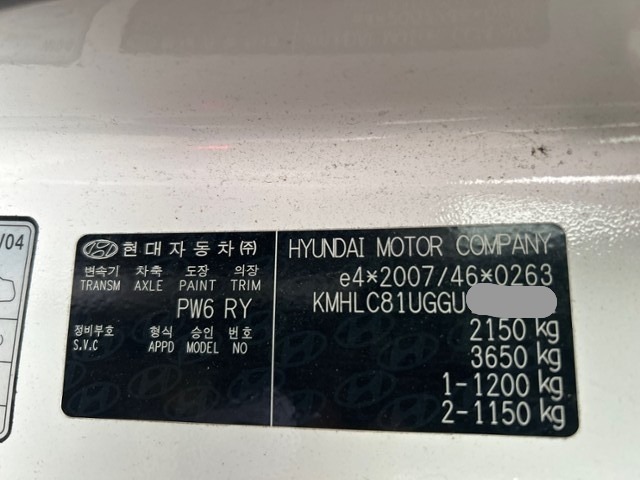 /04
현대자동차㈜
변속기 차축 도장 의장
TRANSM AXLE PAINT TRIM
PW6 RY
정비부호 형식 승인 번호
S.V.C APPD MODEL NO
HYUNDAI MOTOR COMPANY
e4*2007/46*0263
KMHLC81UGGU
2150 kg
3650 kg
1-1200 kg
2-1150 kg